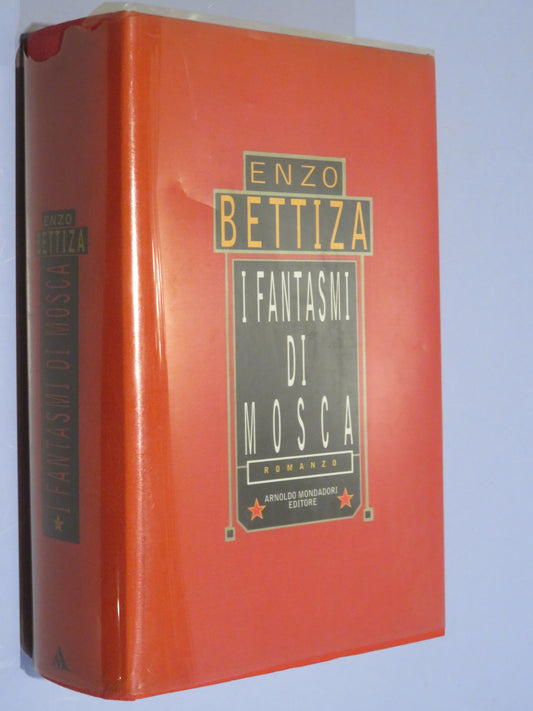 ENZO
BETTIZA
I FANTASMI
DI
MOSCA
ROMANZO
ARNOLDO MONDADORI
EDITORE
ENZO
BETTIZA
I FANTASMI DI MOSCA